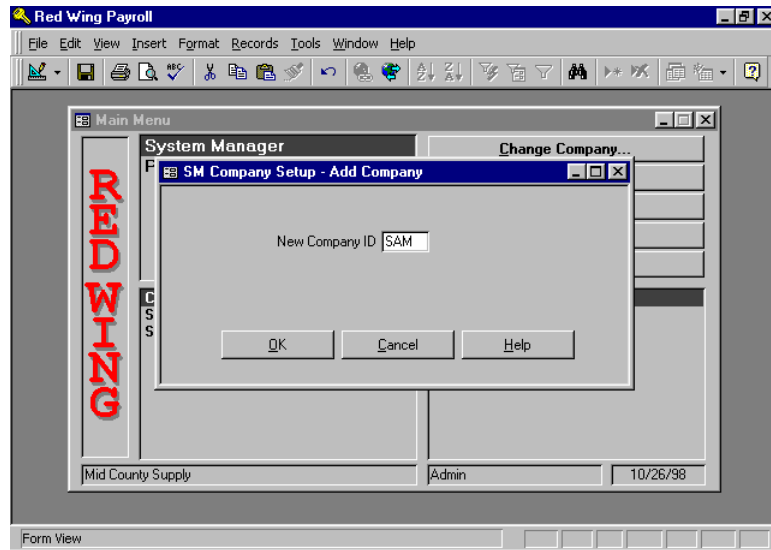 Red Wing Payroll
File Edit View Insert Format Records Tools Window Help
Main Menu
System Manager
Change Company...
P
SM Company Setup - Add Company
New Company ID SAM
OK Cancel Help
C
S
S
RED WING
Mid County Supply Admin 10/26/98
Form View